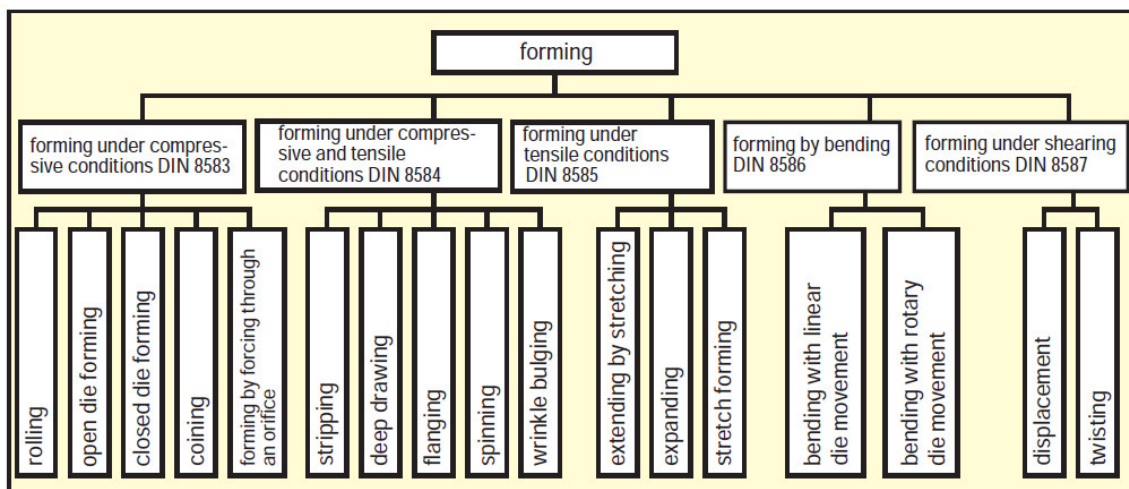 forming
forming under compres-
sive conditions DIN 8583
forming under compres-
sive and tensile
conditions DIN 8584
forming under
tensile conditions
DIN 8585
forming by bending
DIN 8586
forming under shearing
conditions DIN 8587
rolling
open die forming
closed die forming
coining
forming by forcing through
an orifice
stripping
deep drawing
flanging
spinning
wrinkle bulging
extending by stretching
expanding
stretch forming
bending with linear
die movement
bending with rotary
die movement
displacement
twisting